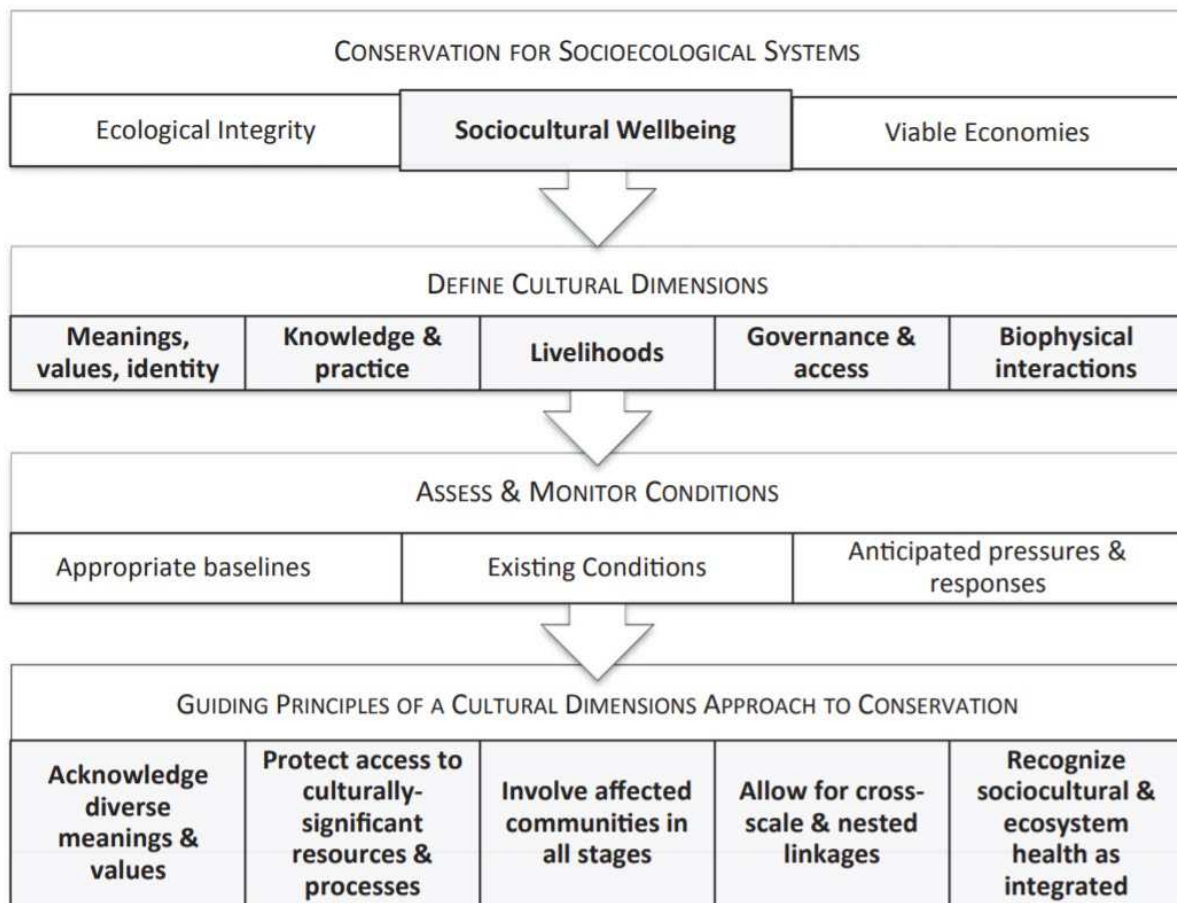 CONSERVATION FOR SOCIOECOLOGICAL SYSTEMS
Ecological Integrity
Sociocultural Wellbeing
Viable Economies
DEFINE CULTURAL DIMENSIONS
Meanings,
values, identity
Knowledge &
practice
Livelihoods
Governance &
access
Biophysical
interactions
ASSESS & MONITOR CONDITIONS
Appropriate baselines
Existing Conditions
Anticipated pressures &
responses
GUIDING PRINCIPLES OF A CULTURAL DIMENSIONS APPROACH TO CONSERVATION
Acknowledge
diverse
meanings &
values
Protect access to
culturally-
significant
resources &
processes
Involve affected
communities in
all stages
Allow for cross-
scale & nested
linkages
Recognize
sociocultural &
ecosystem
health as
integrated